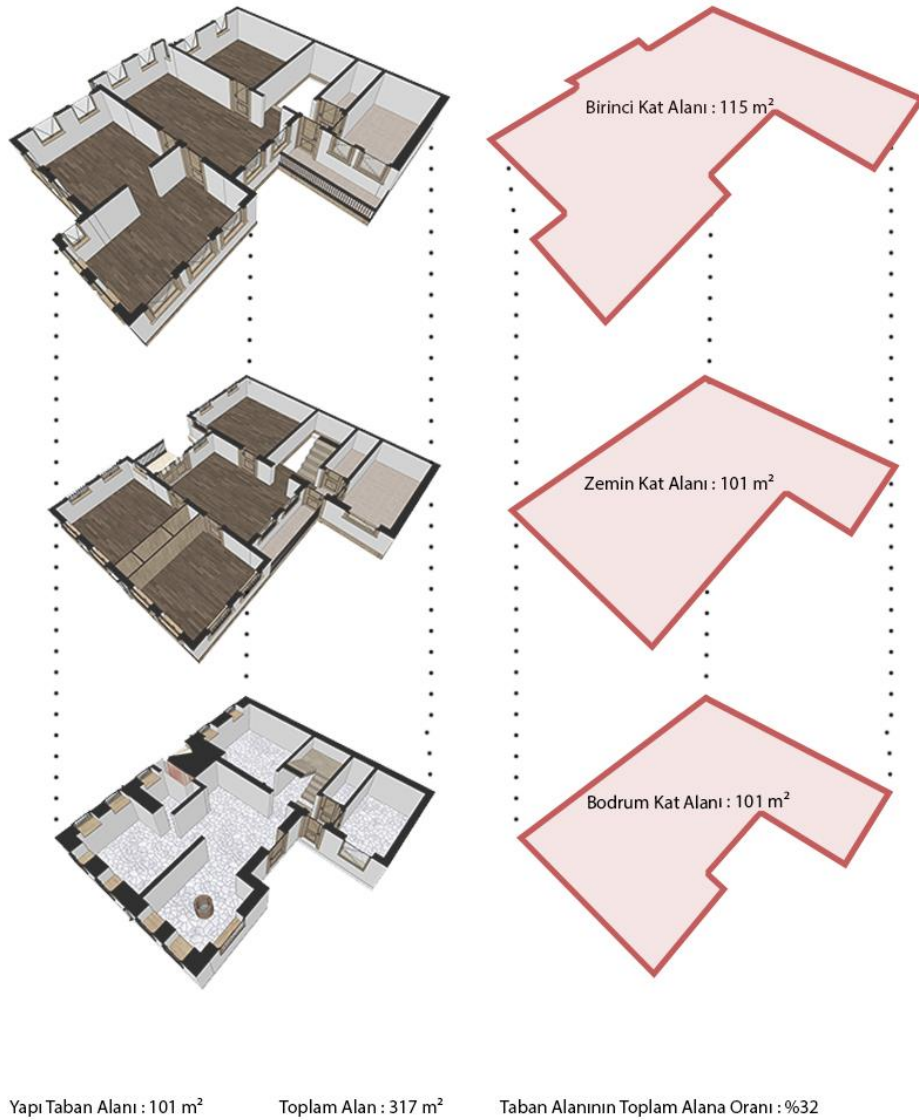 Birinci Kat Alanı : 115 m²
Zemin Kat Alanı : 101 m²
Bodrum Kat Alanı : 101 m²
Yapı Taban Alanı : 101 m² Toplam Alan : 317 m² Taban Alanının Toplam Alana Oranı : %32